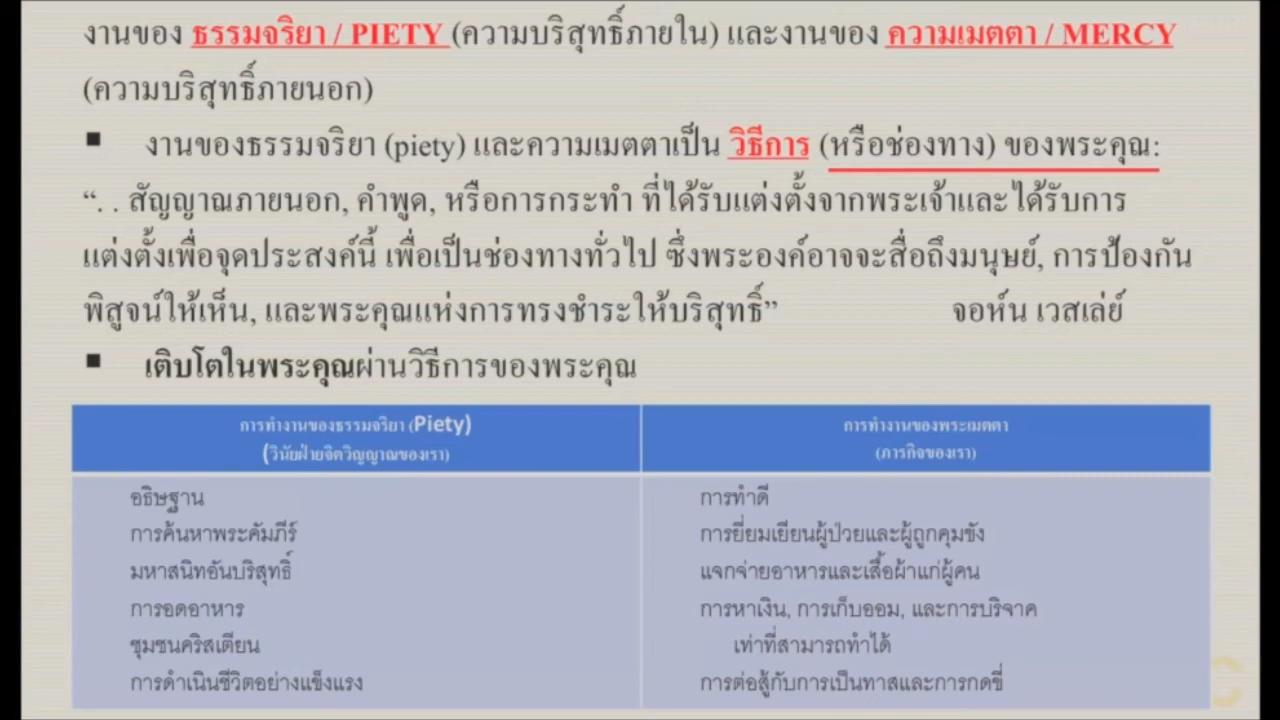 งานของ ธรรมจริยา / PIETY (ความบริสุทธิ์ภายใน) และงานของ ความเมตตา / MERCY
(ความบริสุทธิ์ภายนอก)
▪ งานของธรรมจริยา (piety) และความเมตตาเป็น วิธีการ (หรือช่องทาง) ของพระคุณ:
“. . สัญญาณภายนอก, คำพูด, หรือการกระทำ ที่ได้รับแต่งตั้งจากพระเจ้าและได้รับการ
แต่งตั้งเพื่อจุดประสงค์นี้ เพื่อเป็นช่องทางทั่วไป ซึ่งพระองค์อาจจะสื่อถึงมนุษย์, การป้องกัน
พิสูจน์ให้เห็น, และพระคุณแห่งการทรงชำระให้บริสุทธิ์” จอห์น เวสเล่ย์
▪ เติบโตในพระคุณผ่านวิธีการของพระคุณ
การทำงานของธรรมจริยา (Piety)
(วินัยฝ่ายจิตวิญญาณของเรา)
อธิษฐาน
การค้นหาพระคัมภีร์
มหาสนิทอันบริสุทธิ์
การอดอาหาร
ชุมชนคริสเตียน
การดำเนินชีวิตอย่างแข็งแรง
การทำงานของพระเมตตา
(ภารกิจของเรา)
การทำดี
การยี่ยมเยียนผู้ป่วยและผู้ถูกคุมขัง
แจกจ่ายอาหารและเสื้อผ้าแก่ผู้คน
การหาเงิน, การเก็บออม, และการบริจาค
เท่าที่สามารถทำได้
การต่อสู้กับการเป็นทาสและการกดขี่